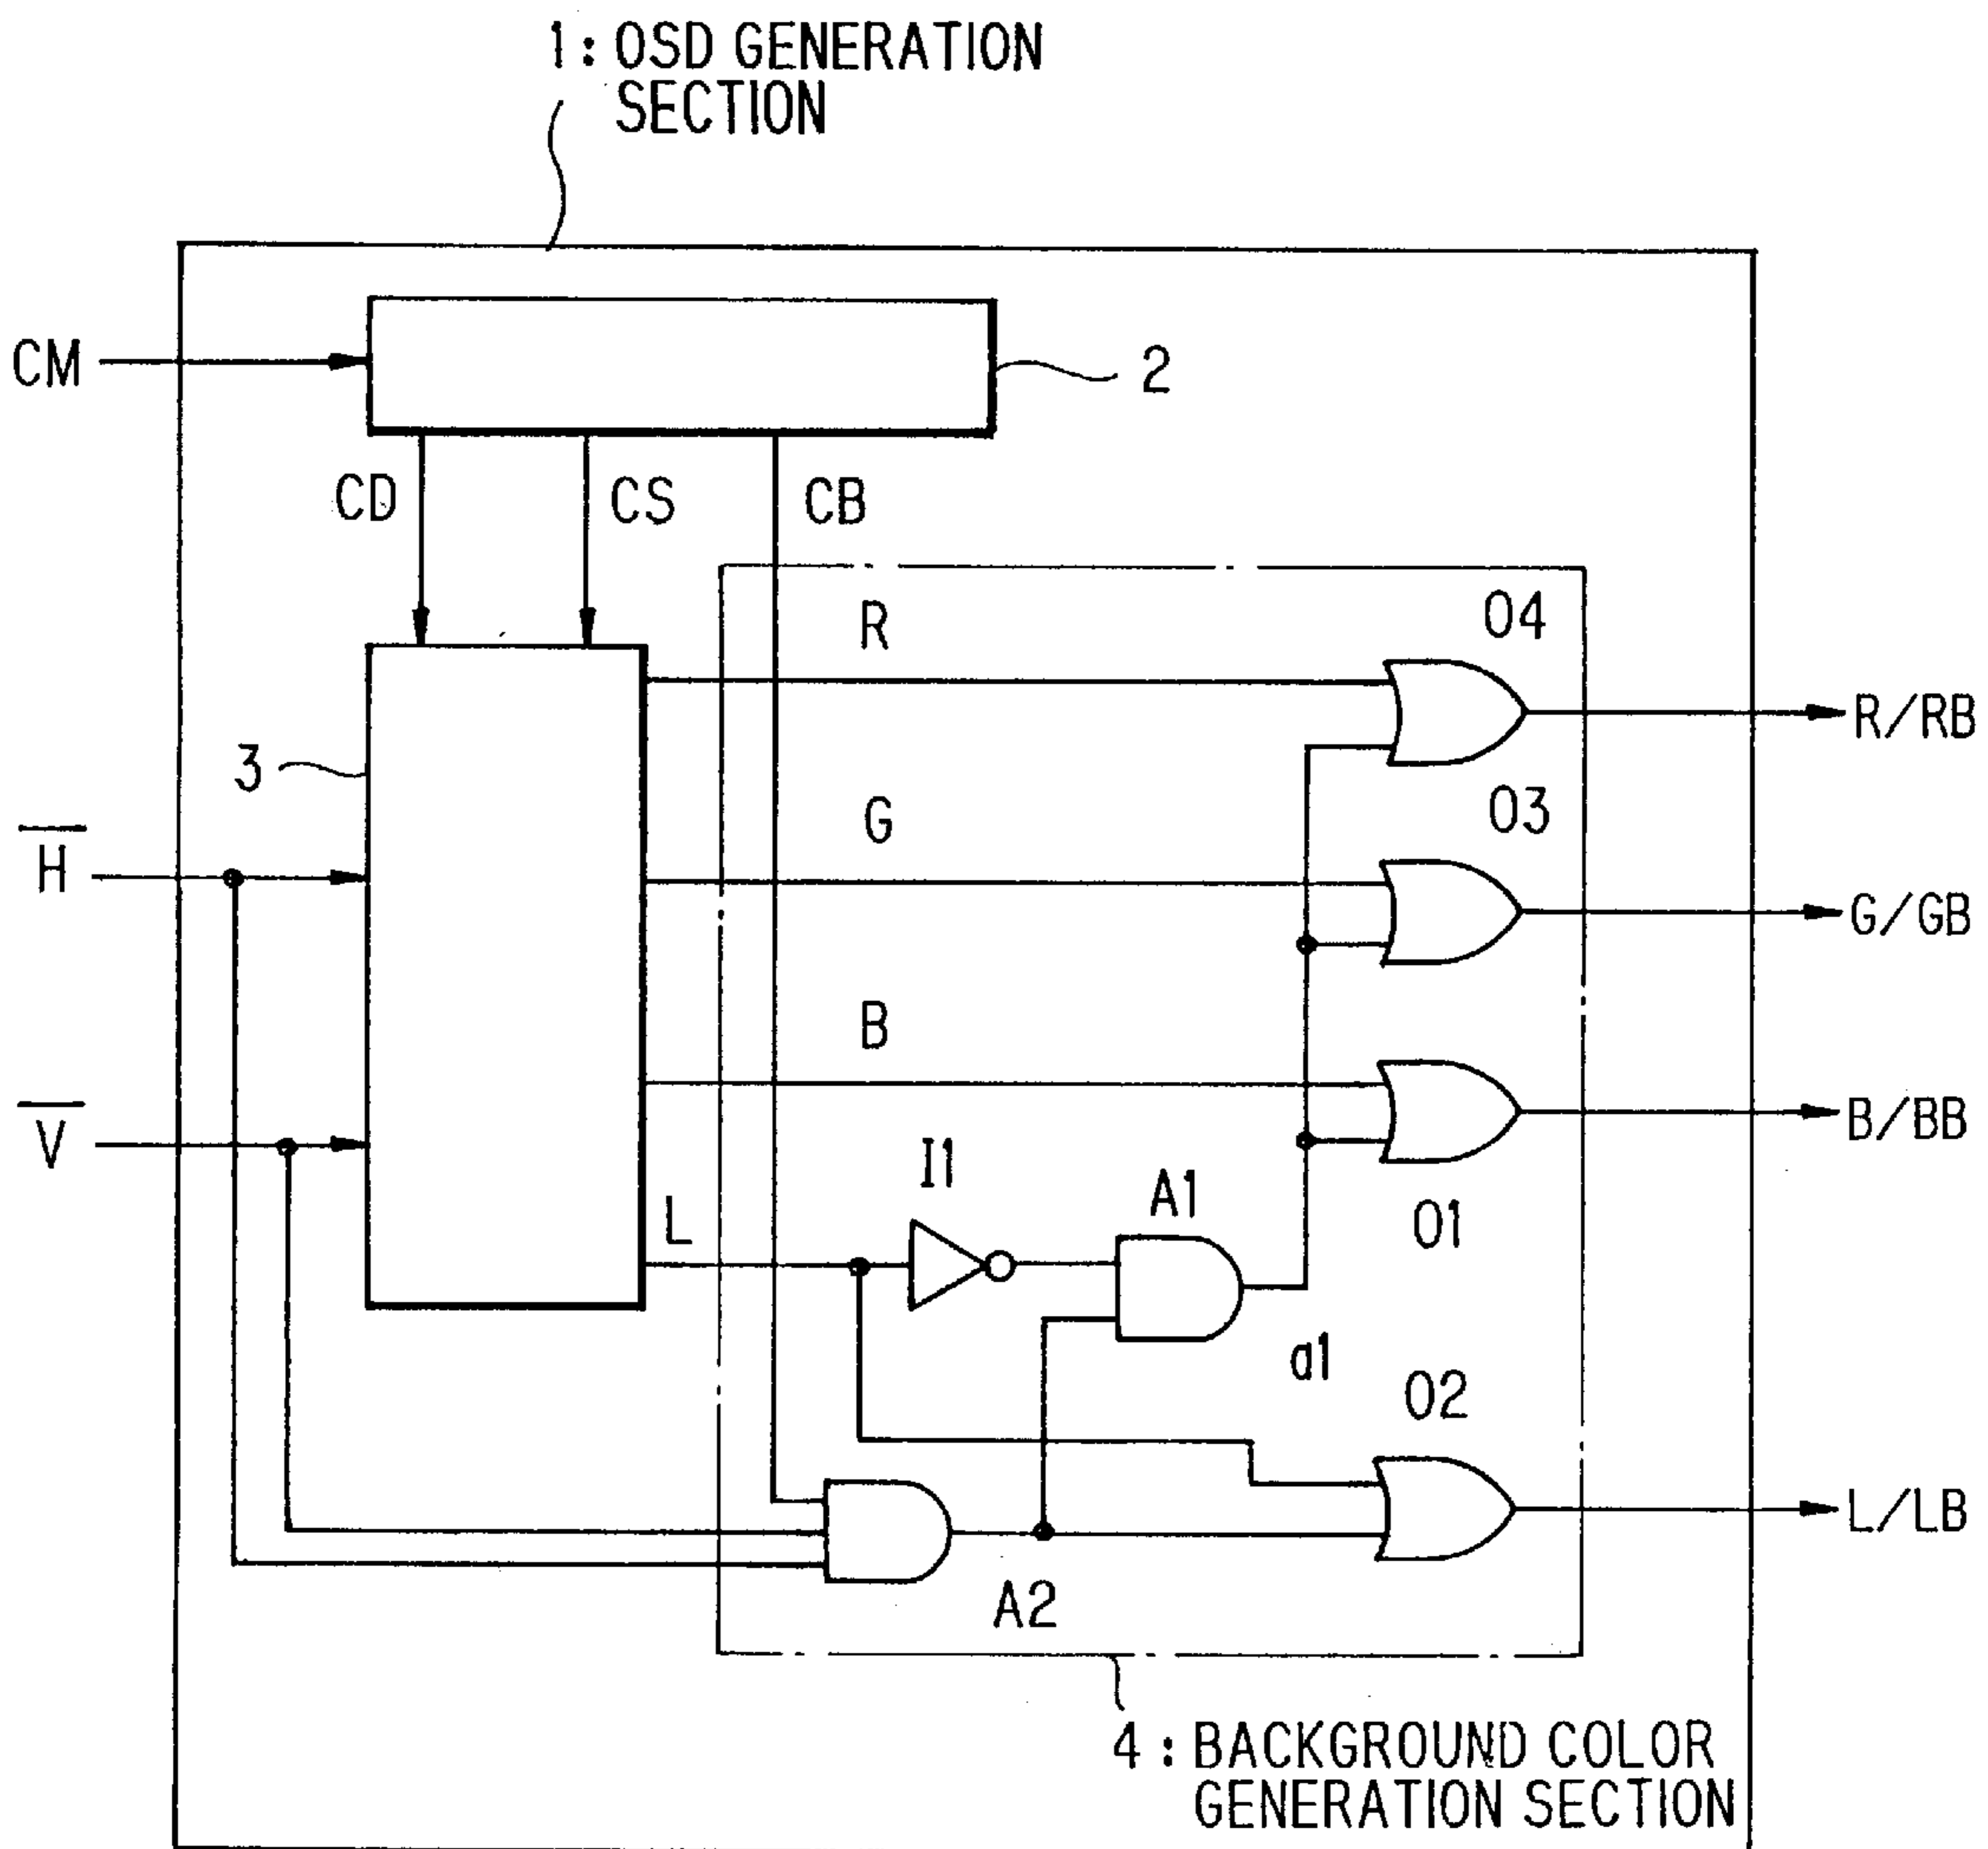 1 : OSD GENERATION
SECTION
CM
2
CD
CS
CB
R
O4
R/RB
3
G
O3
H̅
G/GB
B
V̅
B/BB
I1
A1
L
O1
a1
O2
L/LB
A2
4 : BACKGROUND COLOR
GENERATION SECTION